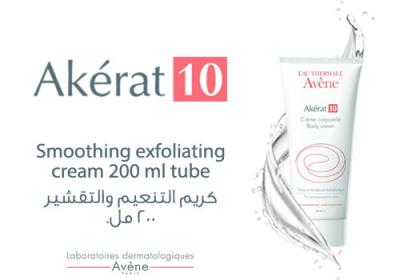 Akérat 10
Smoothing exfoliating
cream 200 ml tube
كريم التنعيم والتقشير
٢٠٠ مل.
Laboratoires dermatologiques
Avène
PARIS
EAU THERMALE
Avène
Akérat 10
Crème corporelle
Body cream